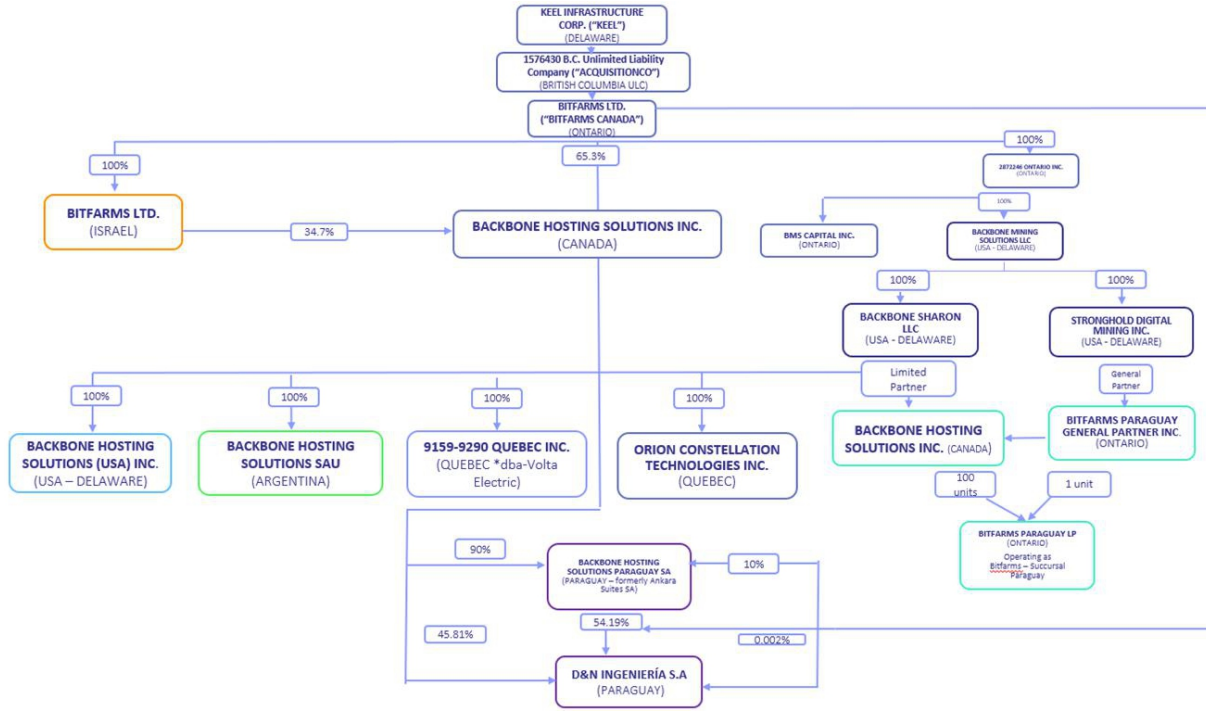 KEEL INFRASTRUCTURE
CORP. ("KEEL")
(DELAWARE)
1576430 B.C. Unlimited Liability
Company ("ACQUISITIONCO")
(BRITISH COLUMBIA ULC)
BITFARMS LTD.
("BITFARMS CANADA")
(ONTARIO)
100%
65.3%
100%
2872246 ONTARIO INC.
(ONTARIO)
BITFARMS LTD.
(ISRAEL)
34.7%
BACKBONE HOSTING SOLUTIONS INC.
(CANADA)
100%
BMS CAPITAL INC.
(ONTARIO)
BACKBONE MINING
SOLUTIONS LLC
(USA - DELAWARE)
100%
100%
BACKBONE SHARON
LLC
(USA - DELAWARE)
STRONGHOLD DIGITAL
MINING INC.
(USA - DELAWARE)
Limited
Partner
General
Partner
100%
100%
100%
100%
BACKBONE HOSTING
SOLUTIONS (USA) INC.
(USA – DELAWARE)
BACKBONE HOSTING
SOLUTIONS SAU
(ARGENTINA)
9159-9290 QUEBEC INC.
(QUEBEC *dba-Volta
Electric)
ORION CONSTELLATION
TECHNOLOGIES INC.
(QUEBEC)
BACKBONE HOSTING
SOLUTIONS INC. (CANADA)
BITFARMS PARAGUAY
GENERAL PARTNER INC.
(ONTARIO)
100
units
1 unit
BITFARMS PARAGUAY LP
(ONTARIO)
Operating as
Bitfarms – Succursal
Paraguay
90%
BACKBONE HOSTING
SOLUTIONS PARAGUAY SA
(PARAGUAY – formerly Ankara
Suites SA)
10%
45.81%
54.19%
0.002%
D&N INGENIERÍA S.A
(PARAGUAY)